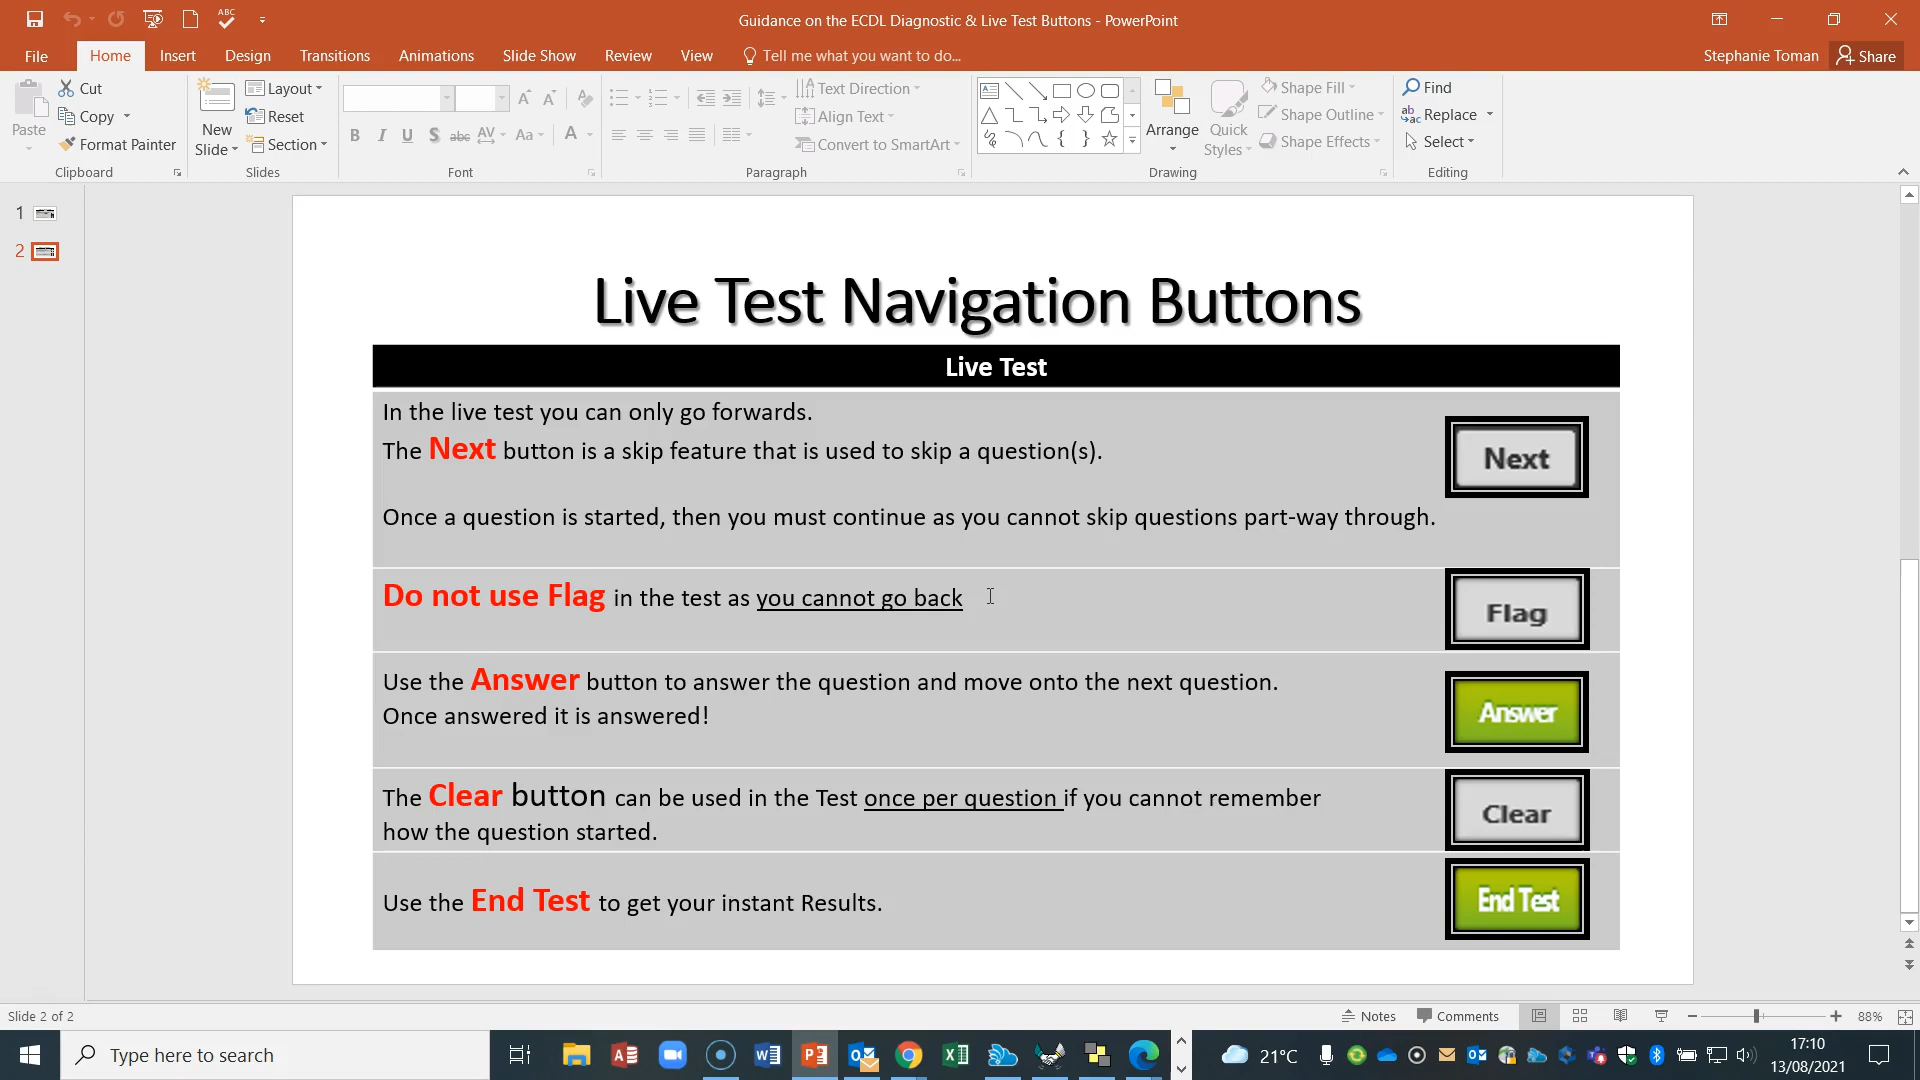 ABC
Guidance on the ECDL Diagnostic & Live Test Buttons - PowerPoint
File
Home
Insert
Design
Transitions
Animations
Slide Show
Review
View
Tell me what you want to do...
Stephanie Toman
Share
Paste
Cut
Copy
Format Painter
Clipboard
New
Slide
Layout
Reset
Section
Slides
B I U S abc AV Aa A
Font
Text Direction
Align Text
Convert to SmartArt
Paragraph
Arrange
Quick
Styles
Shape Fill
Shape Outline
Shape Effects
Drawing
Find
Replace
Select
Editing
1
2
Live Test Navigation Buttons
Live Test
In the live test you can only go forwards.
The Next button is a skip feature that is used to skip a question(s).
Next
Once a question is started, then you must continue as you cannot skip questions part-way through.
Do not use Flag in the test as you cannot go back
Flag
Use the Answer button to answer the question and move onto the next question.
Once answered it is answered!
Answer
The Clear button can be used in the Test once per question if you cannot remember
how the question started.
Clear
Use the End Test to get your instant Results.
End Test
Slide 2 of 2
Notes
Comments
88%
Type here to search
21°C
17:10
13/08/2021